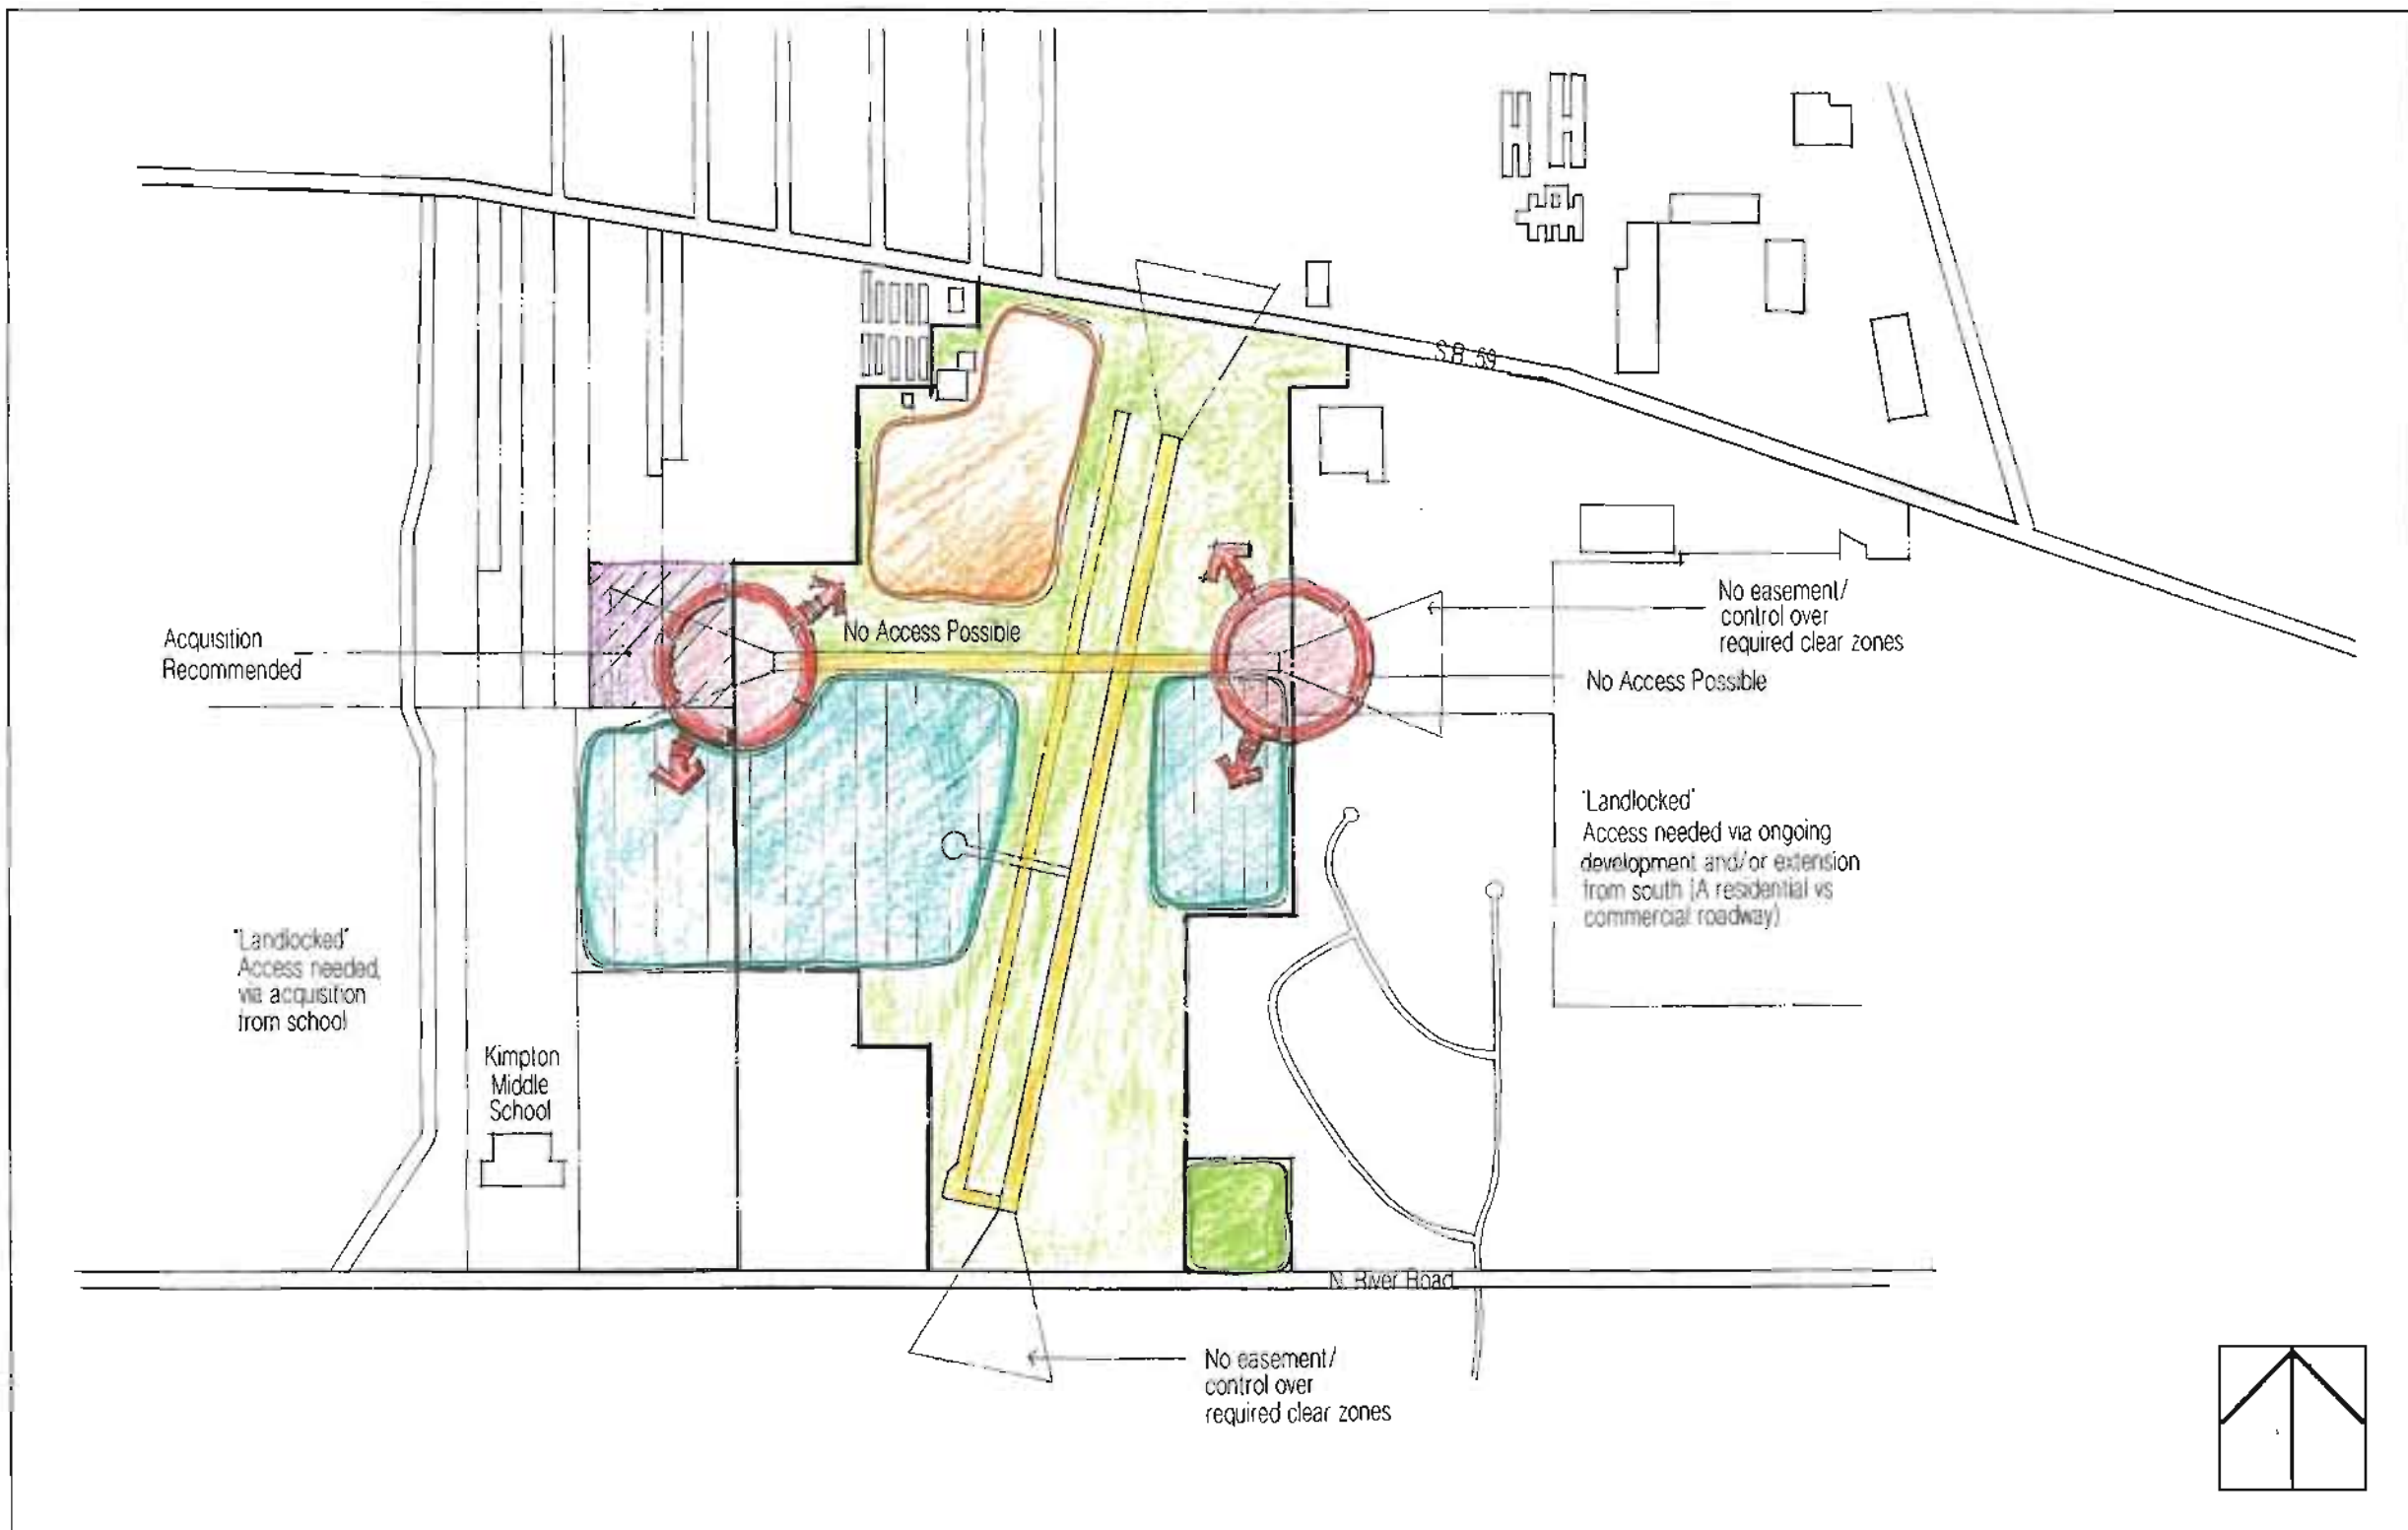 S.R. 59
No easement/
control over
required clear zones
No Access Possible
Acquisition
Recommended
No Access Possible
"Landlocked"
Access needed via ongoing
development and/or extension
from south (A residential vs
commercial roadway)
"Landlocked"
Access needed,
via acquisition
from school
Kimpton
Middle
School
N. River Road
No easement/
control over
required clear zones